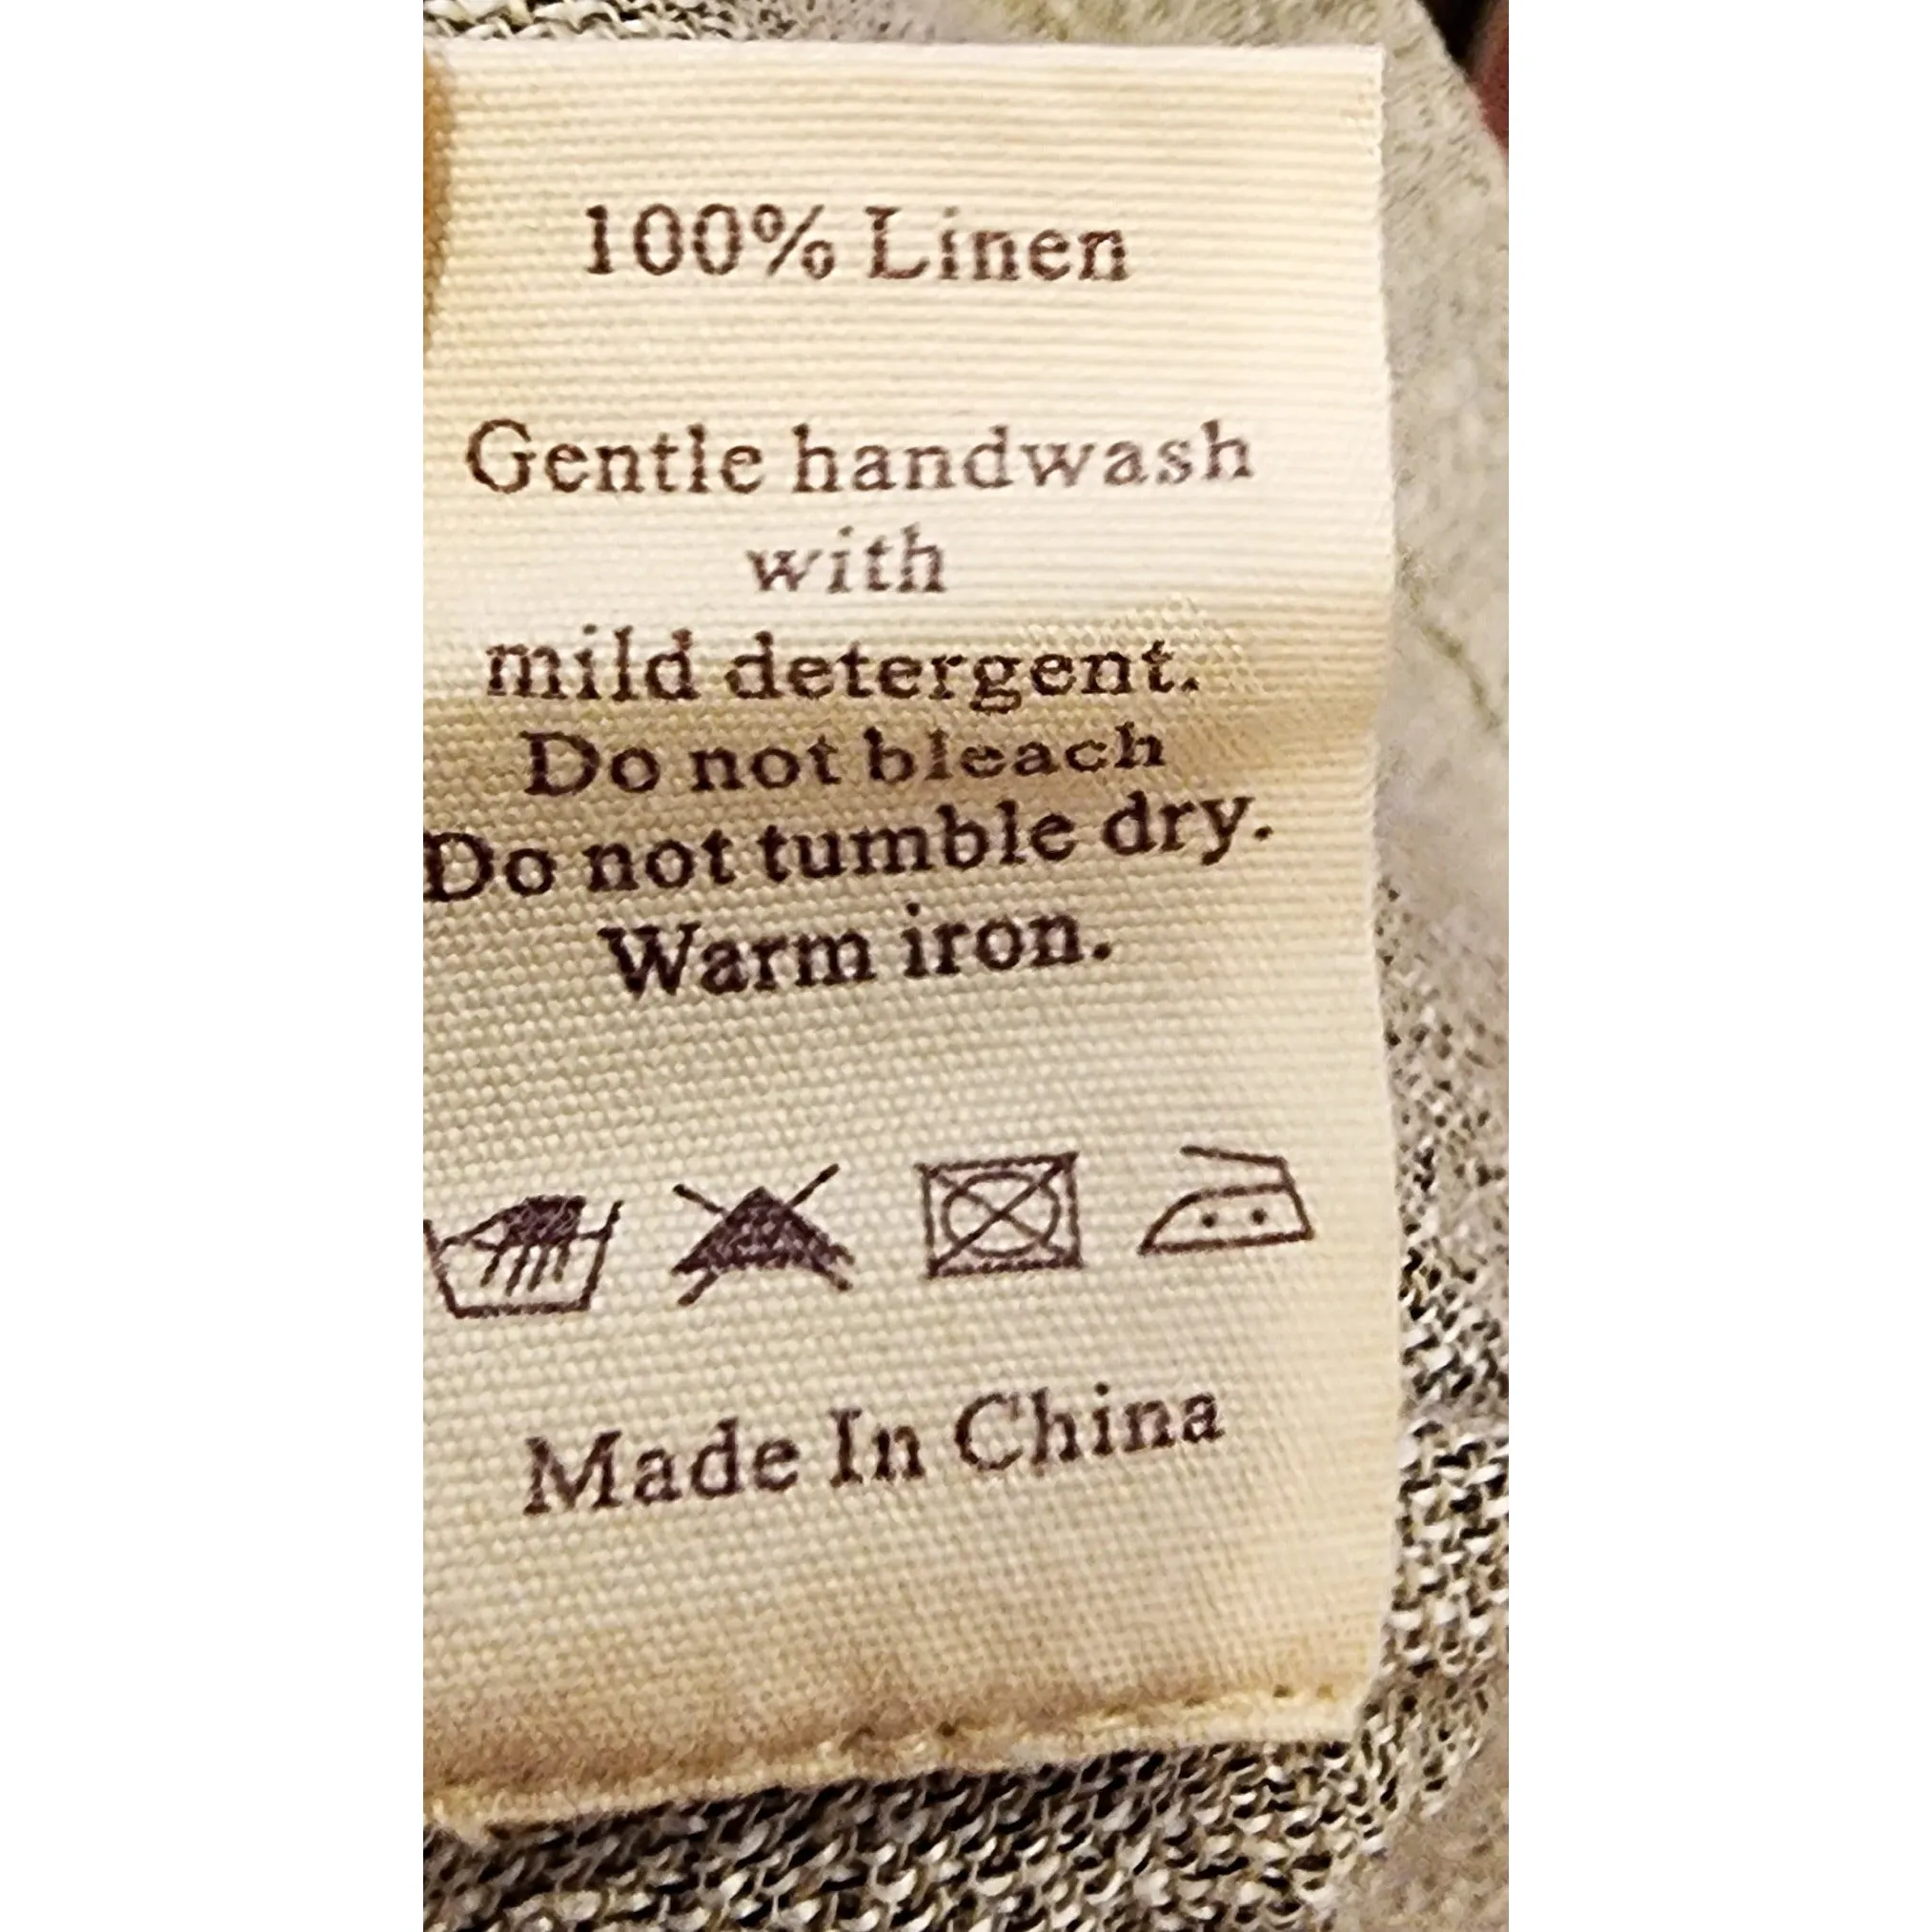 100% Linen
Gentle handwash
with
mild detergent.
Do not bleach
Do not tumble dry.
Warm iron.
Made In China